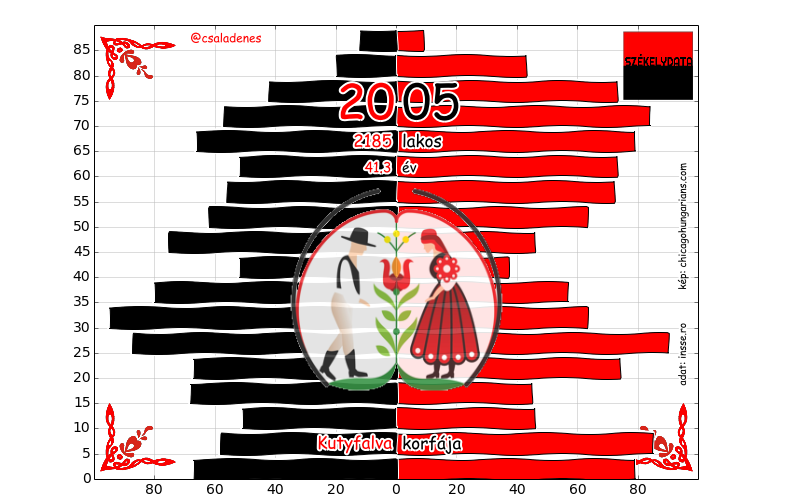 @csaladenes
SZÉKELYDATA
2005
2185 lakos
41,3 év
kép: chicagohungarians.com
adat: insse.ro
Kutyfalva korfája
85
80
75
70
65
60
55
50
45
40
35
30
25
20
15
10
5
0
80 60 40 20 0 20 40 60 80